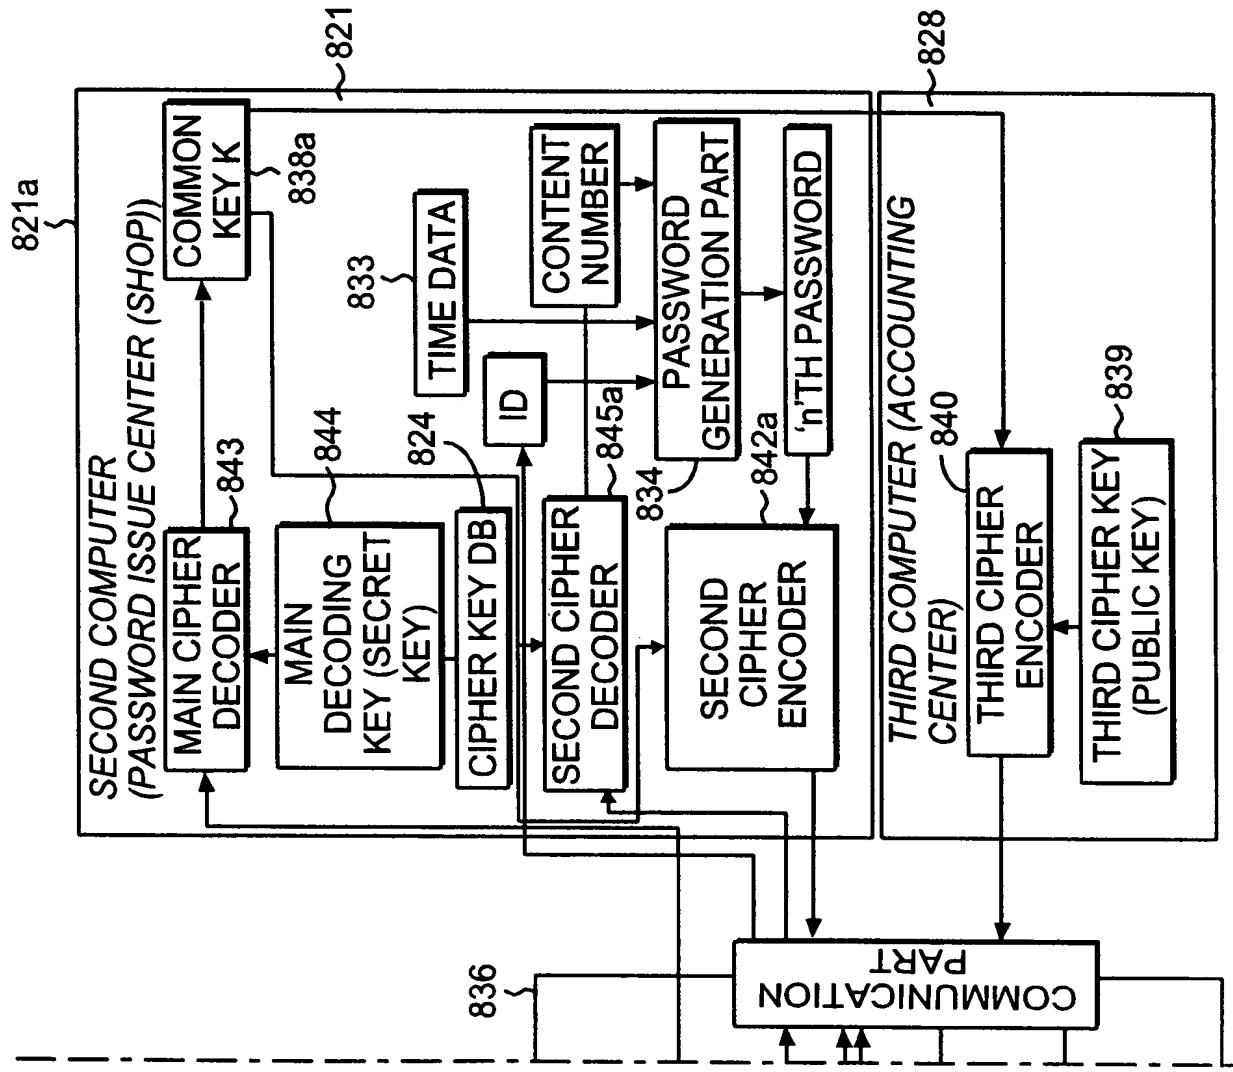 821a
821
828
SECOND COMPUTER
(PASSWORD ISSUE CENTER (SHOP))
MAIN CIPHER
DECODER
843
COMMON
KEY K
838a
MAIN
DECODING
KEY (SECRET
KEY)
844
CIPHER KEY DB
824
ID
TIME DATA
833
SECOND CIPHER
DECODER
845a
CONTENT
NUMBER
PASSWORD
GENERATION PART
834
SECOND
CIPHER
ENCODER
842a
'n'TH PASSWORD
THIRD COMPUTER (ACCOUNTING
CENTER)
THIRD CIPHER
ENCODER
840
THIRD CIPHER KEY
(PUBLIC KEY)
839
836
COMMUNICATION
PART